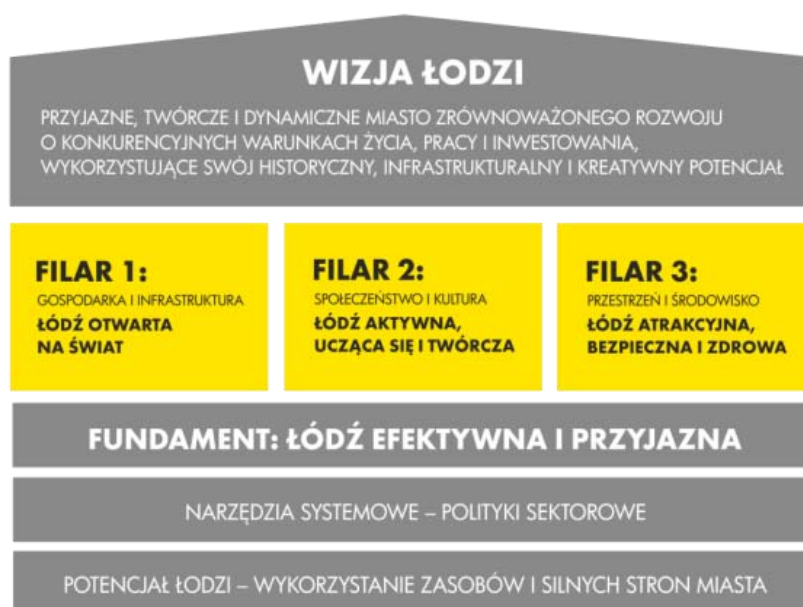 WIZJA ŁODZI
PRZYJAZNE, TWÓRCZE I DYNAMICZNE MIASTO ZRÓWNOWAŻONEGO ROZWOJU
O KONKURENCYJNYCH WARUNKACH ŻYCIA, PRACY I INWESTOWANIA,
WYKORZYSTUJĄCE SWÓJ HISTORYCZNY, INFRASTRUKTURALNY I KREATYWNY POTENCJAŁ
FILAR 1:
GOSPODARKA I INFRASTRUKTURA
ŁÓDŹ OTWARTA
NA ŚWIAT
FILAR 2:
SPOŁECZEŃSTWO I KULTURA
ŁÓDŹ AKTYWNA,
UCZĄCA SIĘ I TWÓRCZA
FILAR 3:
PRZESTRZEŃ I ŚRODOWISKO
ŁÓDŹ ATRAKCYJNA,
BEZPIECZNA I ZDROWA
FUNDAMENT: ŁÓDŹ EFEKTYWNA I PRZYJAZNA
NARZĘDZIA SYSTEMOWE – POLITYKI SEKTOROWE
POTENCJAŁ ŁODZI – WYKORZYSTANIE ZASOBÓW I SILNYCH STRON MIASTA